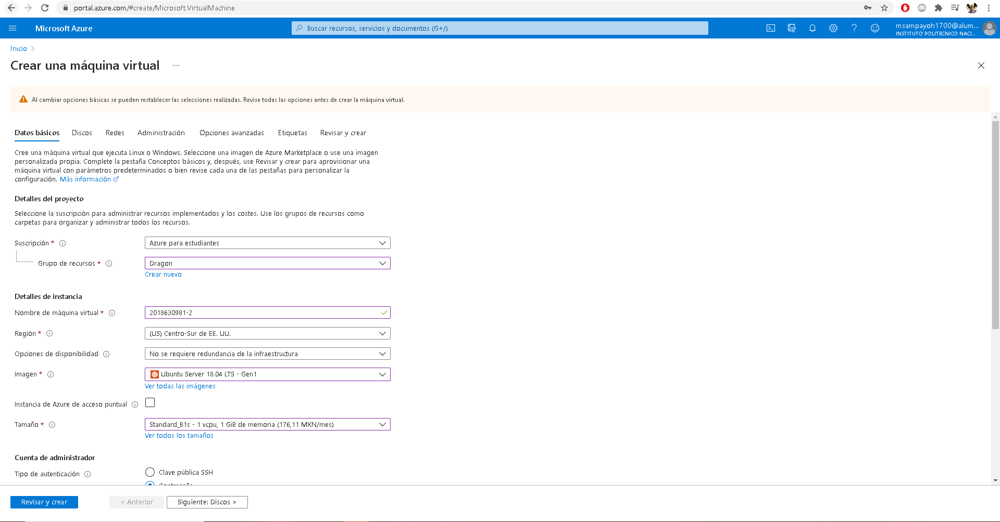 portal.azure.com/#create/Microsoft.VirtualMachine
Microsoft Azure
Buscar recursos, servicios y documentos (G+/)
msampayoh1700@alum...
INSTITUTO POLITECNICO NACI...
Inicio >
Crear una máquina virtual ...
Al cambiar opciones básicas se pueden restablecer las selecciones realizadas. Revise todas las opciones antes de crear la máquina virtual.
Datos básicos Discos Redes Administración Opciones avanzadas Etiquetas Revisar y crear
Cree una máquina virtual que ejecuta Linux o Windows. Seleccione una imagen de Azure Marketplace o use una imagen
personalizada propia. Complete la pestaña Conceptos básicos y, después, use Revisar y crear para aprovisionar una
máquina virtual con parámetros predeterminados o bien revise cada una de las pestañas para personalizar la
configuración. Más información
Detalles del proyecto
Seleccione la suscripción para administrar recursos implementados y los costes. Use los grupos de recursos como
carpetas para organizar y administrar todos los recursos.
Suscripción * Azure para estudiantes
Grupo de recursos * Dragon
Crear nuevo
Detalles de instancia
Nombre de máquina virtual * 2018630981-2
Región * (US) Centro-Sur de EE. UU.
Opciones de disponibilidad No se requiere redundancia de la infraestructura
Imagen * Ubuntu Server 18.04 LTS - Gen1
Ver todas las imágenes
Instancia de Azure de acceso puntual
Tamaño * Standard_B1s - 1 vcpu, 1 GiB de memoria (176,11 MXN/mes)
Ver todos los tamaños
Cuenta de administrador
Tipo de autenticación Clave pública SSH
Revisar y crear < Anterior Siguiente: Discos >